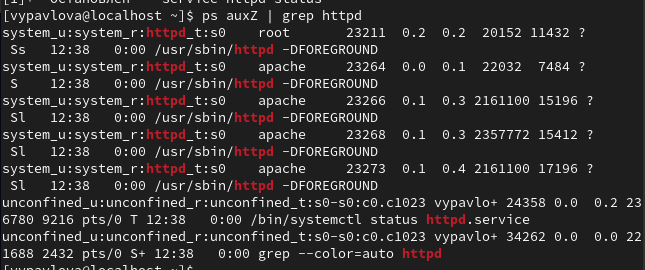 [vypavlova@localhost ~]$ ps auxZ | grep httpd
system_u:system_r:httpd_t:s0    root       23211  0.2  0.2  20152 11432 ?
 Ss   12:38   0:00 /usr/sbin/httpd -DFOREGROUND
system_u:system_r:httpd_t:s0    apache     23264  0.0  0.1  22032  7484 ?
 S    12:38   0:00 /usr/sbin/httpd -DFOREGROUND
system_u:system_r:httpd_t:s0    apache     23266  0.1  0.3 2161100 15196 ?
 Sl   12:38   0:00 /usr/sbin/httpd -DFOREGROUND
system_u:system_r:httpd_t:s0    apache     23268  0.1  0.3 2357772 15412 ?
 Sl   12:38   0:00 /usr/sbin/httpd -DFOREGROUND
system_u:system_r:httpd_t:s0    apache     23273  0.1  0.4 2161100 17196 ?
 Sl   12:38   0:00 /usr/sbin/httpd -DFOREGROUND
unconfined_u:unconfined_r:unconfined_t:s0-s0:c0.c1023 vypavlo+ 24358 0.0  0.2 23
6780 9216 pts/0 T 12:38   0:00 /bin/systemctl status httpd.service
unconfined_u:unconfined_r:unconfined_t:s0-s0:c0.c1023 vypavlo+ 34262 0.0  0.0 22
1688 2432 pts/0 S+ 12:38   0:00 grep --color=auto httpd
[vypavlova@localhost ~]$